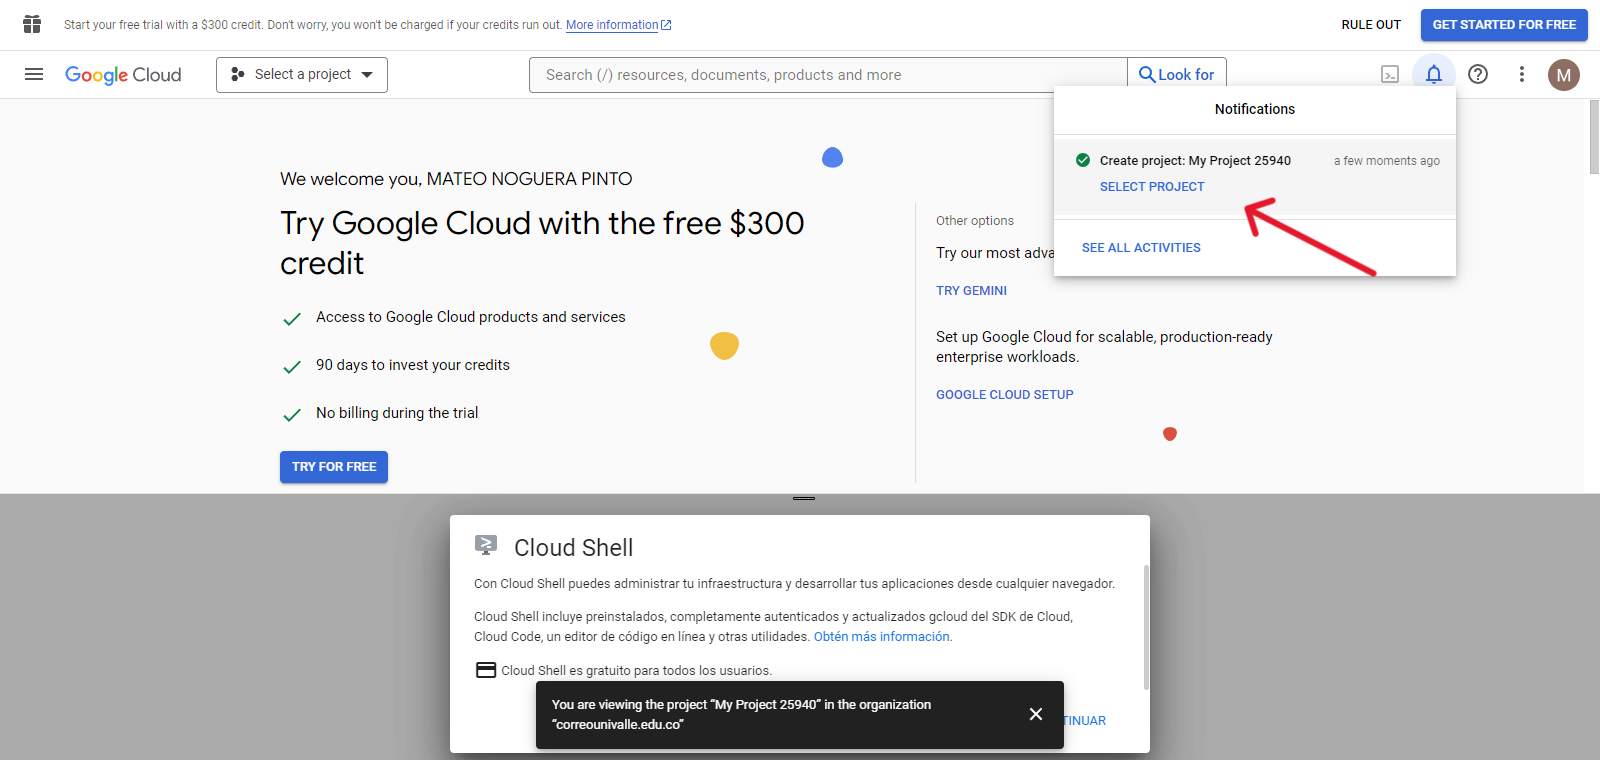 Start your free trial with a $300 credit. Don't worry, you won't be charged if your credits run out. More information
RULE OUT
GET STARTED FOR FREE
Google Cloud
Select a project
Search (/) resources, documents, products and more
Look for
M
Notifications
Create project: My Project 25940
a few moments ago
SELECT PROJECT
SEE ALL ACTIVITIES
We welcome you, MATEO NOGUERA PINTO
Try Google Cloud with the free $300
credit
Access to Google Cloud products and services
90 days to invest your credits
No billing during the trial
TRY FOR FREE
Other options
Try our most adva
TRY GEMINI
Set up Google Cloud for scalable, production-ready
enterprise workloads.
GOOGLE CLOUD SETUP
Cloud Shell
Con Cloud Shell puedes administrar tu infraestructura y desarrollar tus aplicaciones desde cualquier navegador.
Cloud Shell incluye preinstalados, completamente autenticados y actualizados gcloud del SDK de Cloud,
Cloud Code, un editor de código en línea y otras utilidades. Obtén más información.
Cloud Shell es gratuito para todos los usuarios.
You are viewing the project "My Project 25940" in the organization
"correounivalle.edu.co"
TINUAR